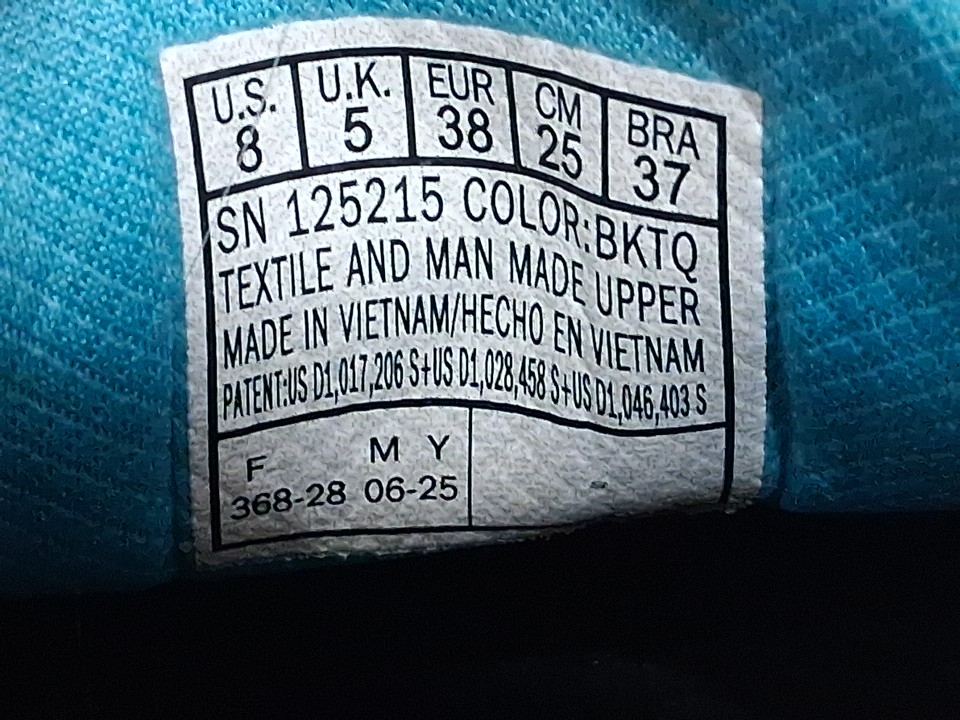 U.S. U.K. EUR CM BRA
8 5 38 25 37
SN 125215 COLOR:BKTQ
TEXTILE AND MAN MADE UPPER
MADE IN VIETNAM/HECHO EN VIETNAM
PATENT:US D1,017,206 S+US D1,028,458 S+US D1,046,403 S
F M Y
368-28 06-25